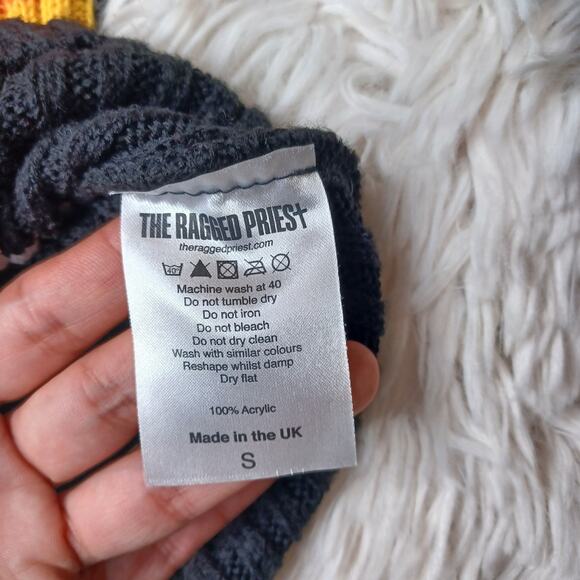 THE RAGGED PRIEST
theraggedpriest.com
40°
Machine wash at 40
Do not tumble dry
Do not iron
Do not bleach
Do not dry clean
Wash with similar colours
Reshape whilst damp
Dry flat
100% Acrylic
Made in the UK
S